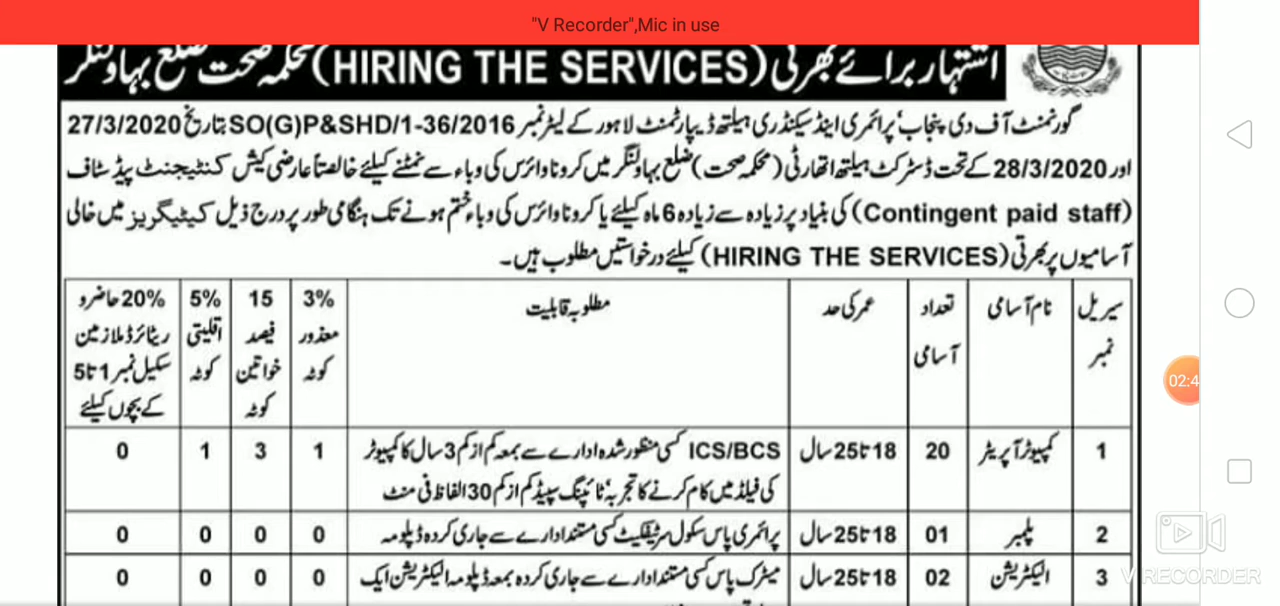 "V Recorder",Mic in use
اشتہار برائے بھرتی (HIRING THE SERVICES) محکمہ صحت ضلع بہاولنگر
گورنمنٹ آف دی پنجاب' پرائمری اینڈ سیکنڈری ہیلتھ ڈیپارٹمنٹ لاہور کے لیٹر نمبر SO(G)P&SHD/1-36/2016 بتاریخ 27/3/2020
اور 28/3/2020 کے تحت ڈسٹرکٹ ہیلتھ اتھارٹی (محکمہ صحت) ضلع بہاولنگر میں کرونا وائرس کی وباء سے نمٹنے کیلئے خالصتاً عارضی کیش کنٹیجنٹ پیڈ سٹاف
(Contingent paid staff) کی بنیاد پر زیادہ سے زیادہ 6 ماہ کیلئے یا کرونا وائرس کی وباء ختم ہونے تک ہنگامی طور پر درج ذیل کیٹیگریز میں خالی
آسامیوں پر بھرتی (HIRING THE SERVICES) کیلئے درخواستیں مطلوب ہیں۔
سیریل نمبر
نام آسامی
تعداد آسامی
عمر کی حد
مطلوبہ قابلیت
3% معذور کوٹہ
15 فیصد خواتین کوٹہ
5% اقلیتی کوٹہ
20% حاضر و ریٹائرڈ ملازمین سکیل نمبر 1 تا 5 کے بچوں کیلئے
1 کمپیوٹر آپریٹر 20 18 تا 25 سال ICS/BCS کسی منظور شدہ ادارے سے بمعہ کم از کم 3 سال کا کمپیوٹر 1 3 1 0
کی فیلڈ میں کام کرنے کا تجربہ' ٹائپنگ سپیڈ کم از کم 30 الفاظ فی منٹ
2 پلمبر 01 18 تا 25 سال پرائمری پاس سکول سرٹیفکیٹ کسی مستند ادارے سے جاری کردہ ڈپلومہ 0 0 0 0
3 الیکٹریشن 02 18 تا 25 سال میٹرک پاس کسی مستند ادارے سے جاری کردہ بمعہ ڈپلومہ الیکٹریشن ایک 0 0 0 0
02:4
V RECORDER